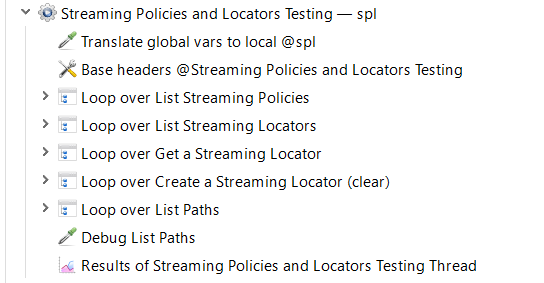 Streaming Policies and Locators Testing — spl
Translate global vars to local @spl
Base headers @Streaming Policies and Locators Testing
Loop over List Streaming Policies
Loop over List Streaming Locators
Loop over Get a Streaming Locator
Loop over Create a Streaming Locator (clear)
Loop over List Paths
Debug List Paths
Results of Streaming Policies and Locators Testing Thread